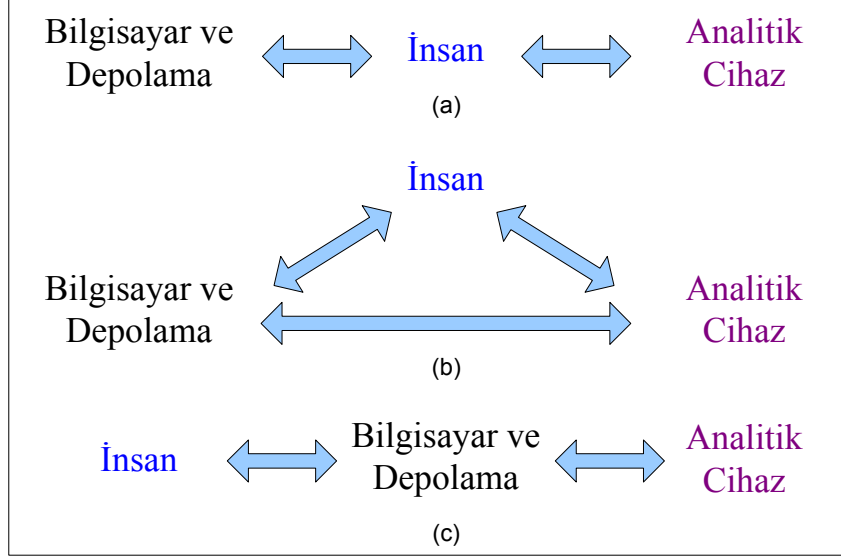 Bilgisayar ve
Depolama
İnsan
Analitik
Cihaz
(a)
İnsan
Bilgisayar ve
Depolama
Analitik
Cihaz
(b)
İnsan
Bilgisayar ve
Depolama
Analitik
Cihaz
(c)